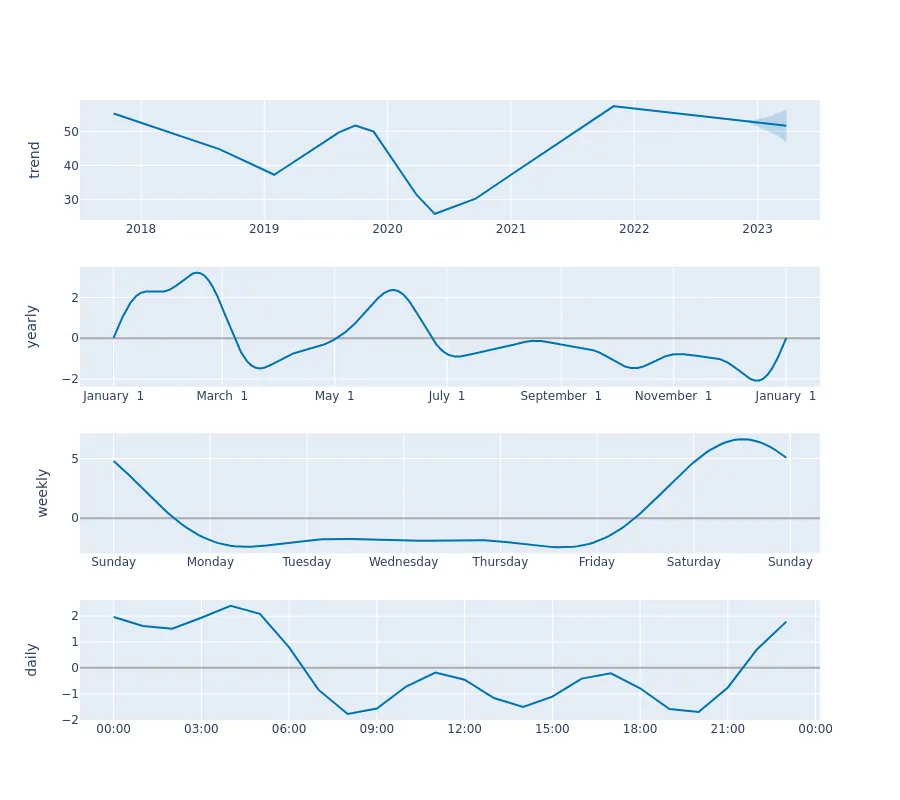 trend
50
40
30
2018 2019 2020 2021 2022 2023
yearly
2
0
−2
January 1 March 1 May 1 July 1 September 1 November 1 January 1
weekly
5
0
Sunday Monday Tuesday Wednesday Thursday Friday Saturday Sunday
daily
2
1
0
−1
−2
00:00 03:00 06:00 09:00 12:00 15:00 18:00 21:00 00:00